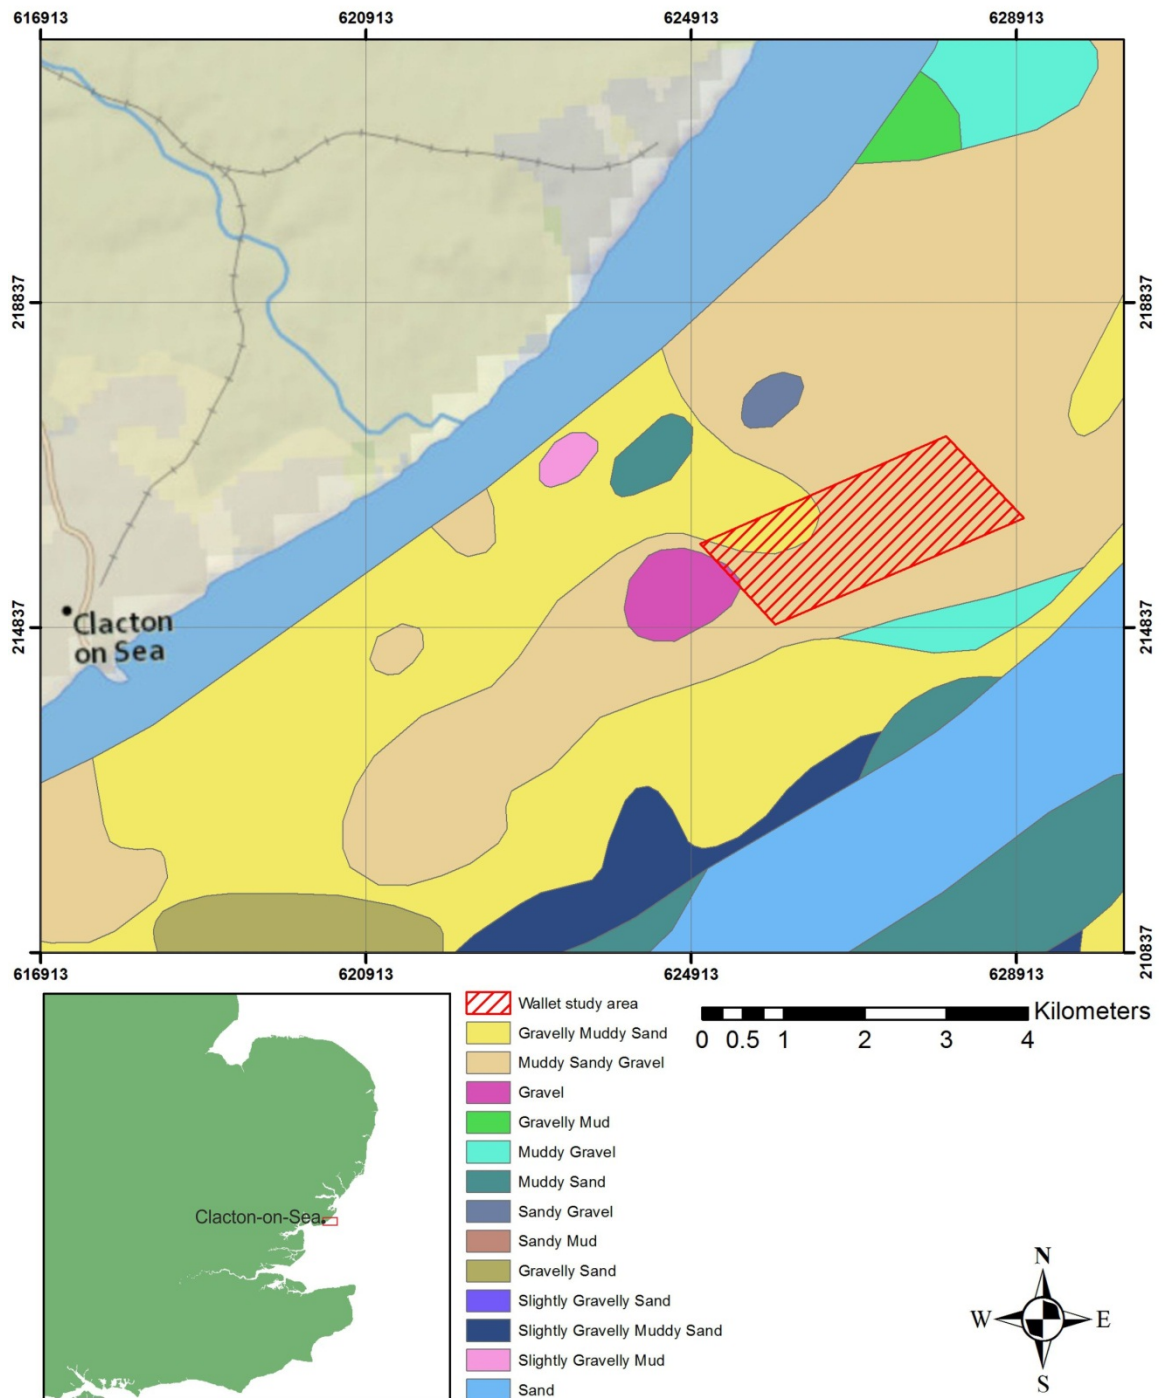 616913 620913 624913 628913
218837 218837
214837 214837
Clacton
on Sea
210837
616913 620913 624913 628913
Wallet study area
Gravelly Muddy Sand
Muddy Sandy Gravel
Gravel
Gravelly Mud
Muddy Gravel
Muddy Sand
Sandy Gravel
Sandy Mud
Gravelly Sand
Slightly Gravelly Sand
Slightly Gravelly Muddy Sand
Slightly Gravelly Mud
Sand
Kilometers
0 0.5 1 2 3 4
Clacton-on-Sea
N
W E
S